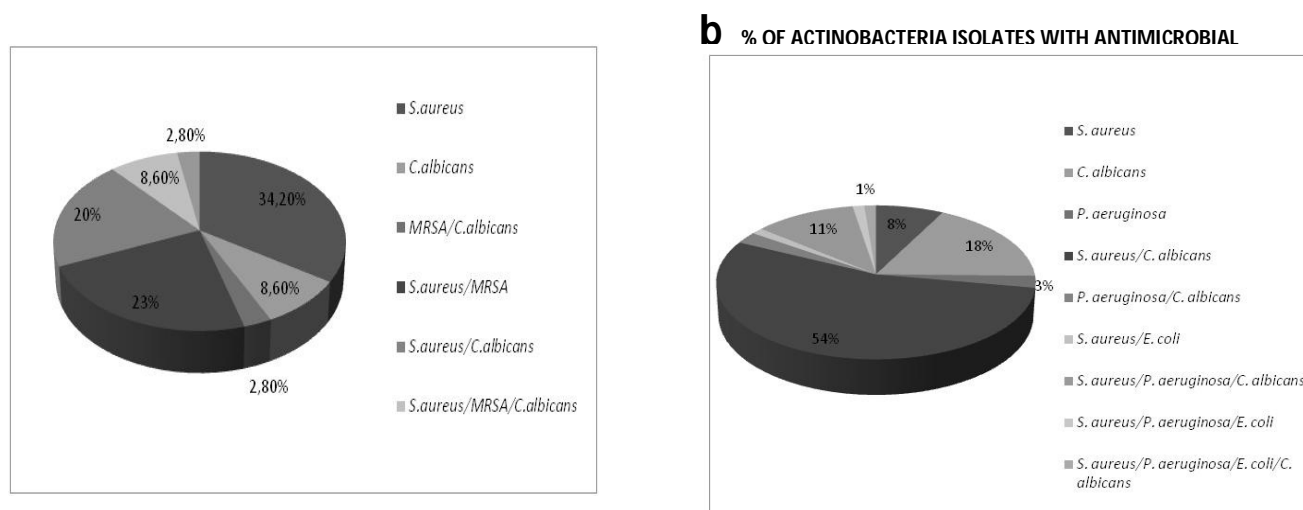 2,80%
8,60%
34,20%
20%
8,60%
23%
2,80%
S.aureus
C.albicans
MRSA/C.albicans
S.aureus/MRSA
S.aureus/C.albicans
S.aureus/MRSA/C.albicans
b % OF ACTINOBACTERIA ISOLATES WITH ANTIMICROBIAL
1%
8%
11%
18%
3%
54%
S. aureus
C. albicans
P. aeruginosa
S. aureus/C. albicans
P. aeruginosa/C. albicans
S. aureus/E. coli
S. aureus/P. aeruginosa/C. albicans
S. aureus/P. aeruginosa/E. coli
S. aureus/P. aeruginosa/E. coli/C.
albicans